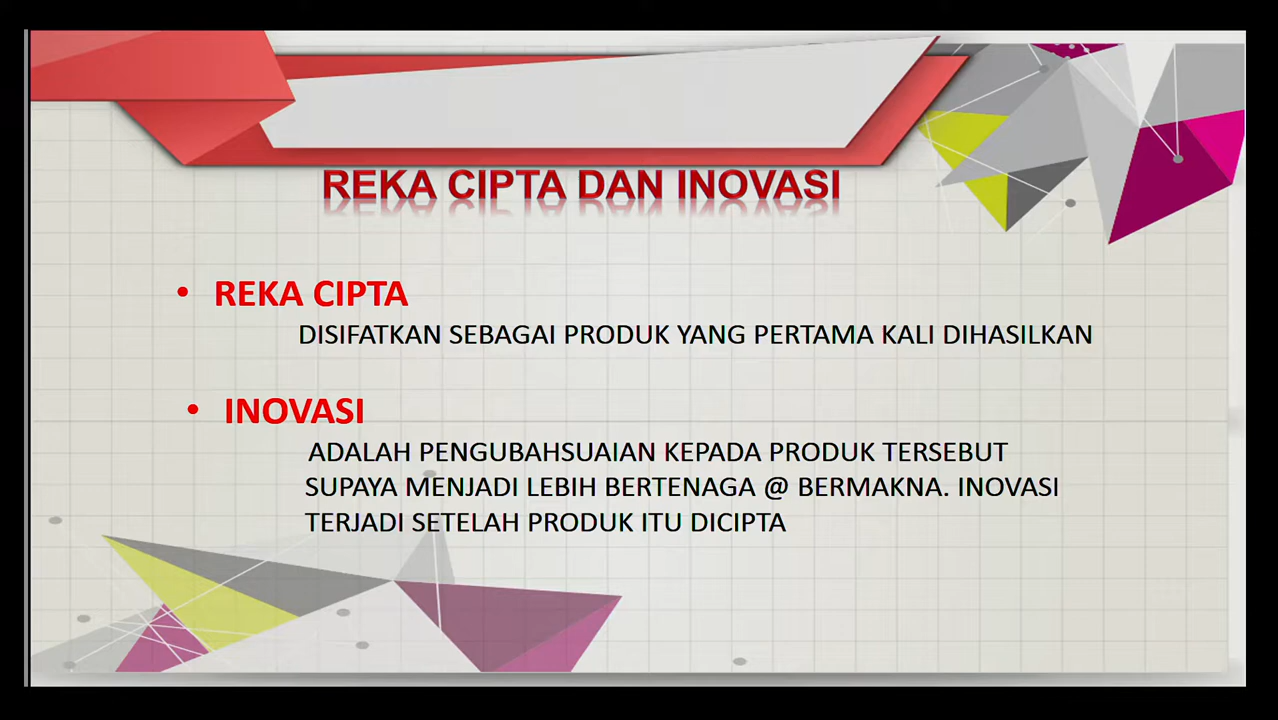 REKA CIPTA DAN INOVASI
• REKA CIPTA
DISIFATKAN SEBAGAI PRODUK YANG PERTAMA KALI DIHASILKAN
• INOVASI
ADALAH PENGUBAHSUAIAN KEPADA PRODUK TERSEBUT
SUPAYA MENJADI LEBIH BERTENAGA @ BERMAKNA. INOVASI
TERJADI SETELAH PRODUK ITU DICIPTA